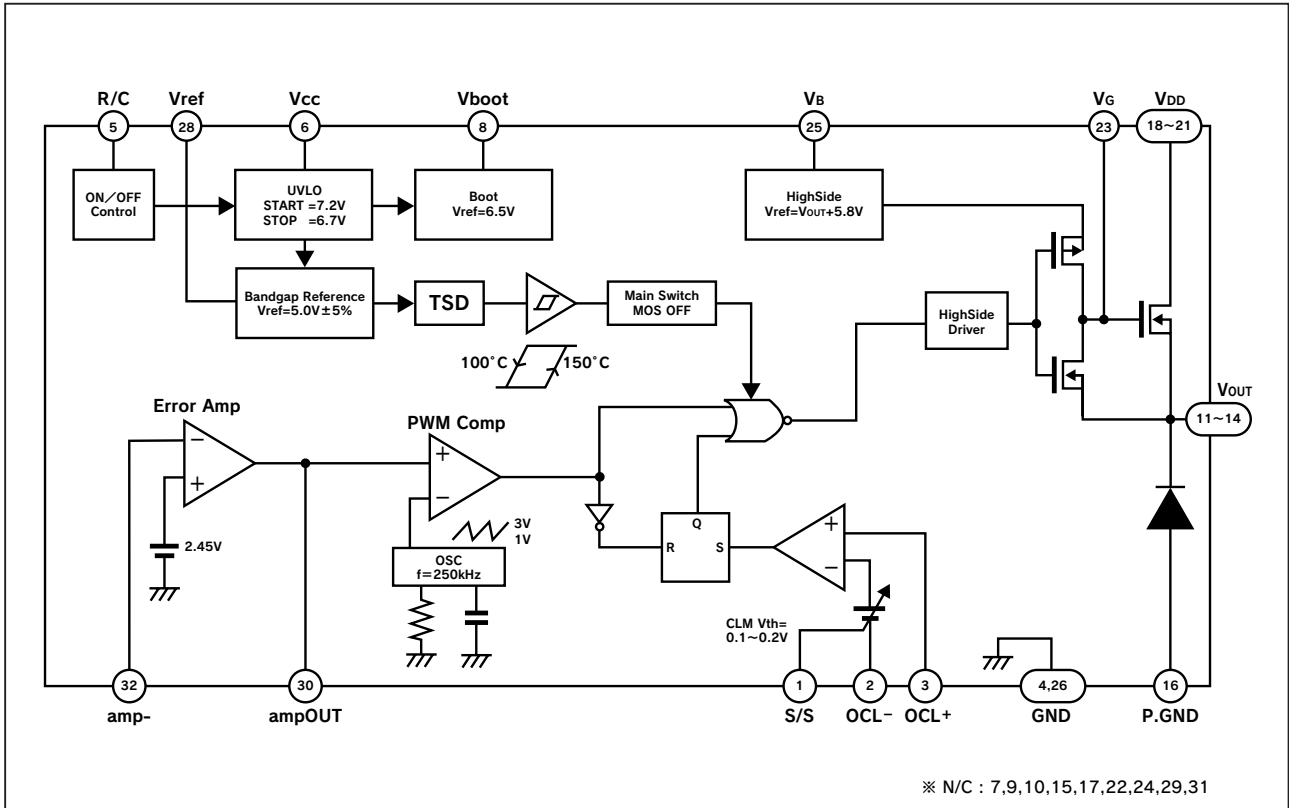 R/C Vref Vcc Vboot VB VG VDD
5 28 6 8 25 23 18~21
ON/OFF
Control
UVLO
START =7.2V
STOP =6.7V
Boot
Vref=6.5V
HighSide
Vref=VOUT+5.8V
Bandgap Reference
Vref=5.0V±5%
TSD
Main Switch
MOS OFF
HighSide
Driver
100°C 150°C
VOUT
11~14
Error Amp
PWM Comp
−
+
2.45V
+
−
3V
1V
OSC
f=250kHz
Q
R S
+
−
CLM Vth=
0.1~0.2V
32 30 1 2 3 4,26 16
amp- ampOUT S/S OCL− OCL+ GND P.GND
※ N/C : 7,9,10,15,17,22,24,29,31